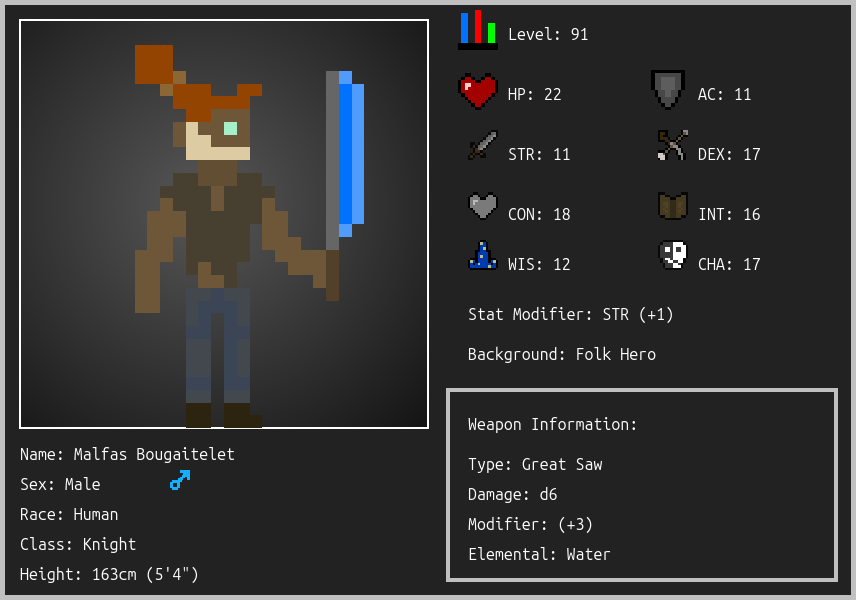 Level: 91
HP: 22
AC: 11
STR: 11
DEX: 17
CON: 18
INT: 16
WIS: 12
CHA: 17
Stat Modifier: STR (+1)
Background: Folk Hero
Weapon Information:
Type: Great Saw
Damage: d6
Modifier: (+3)
Elemental: Water
Name: Malfas Bougaitelet
Sex: Male
Race: Human
Class: Knight
Height: 163cm (5'4")